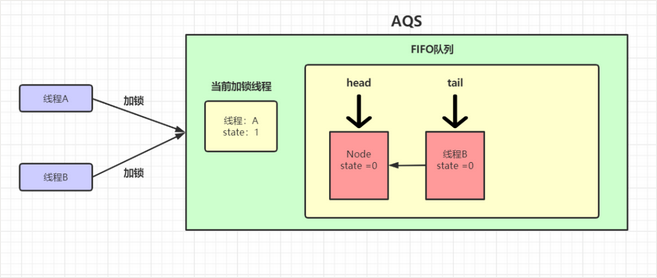 AQS
FIFO队列
当前加锁线程
head
tail
线程A
加锁
线程：A
state：1
Node
state =0
线程B
state =0
线程B
加锁